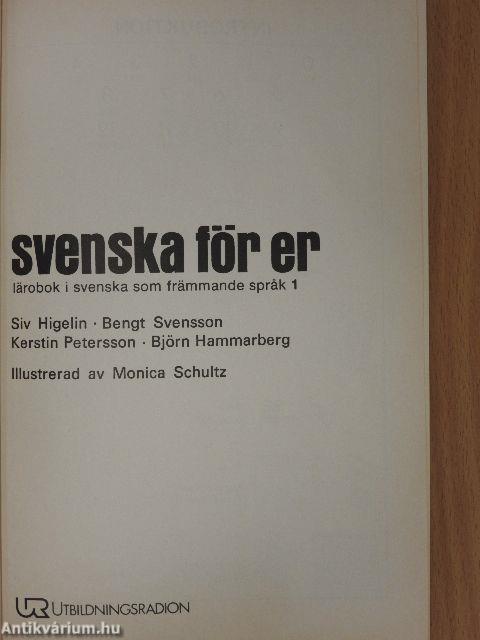 svenska för er
lärobok i svenska som främmande språk 1
Siv Higelin · Bengt Svensson
Kerstin Petersson · Björn Hammarberg
Illustrerad av Monica Schultz
UR UTBILDNINGSRADION
Antikvárium.hu